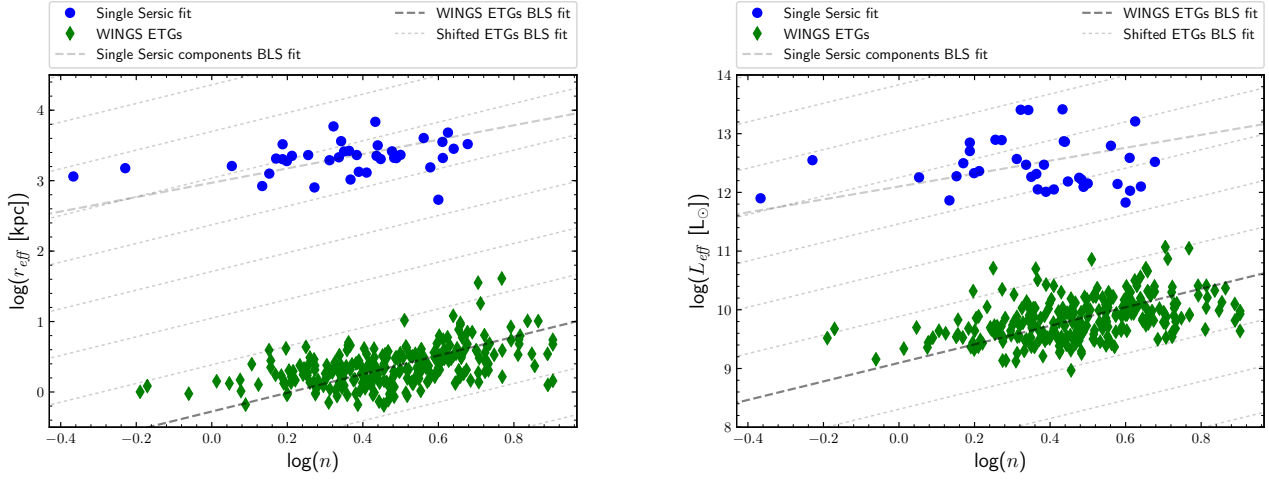 Single Sersic fit
WINGS ETGs
Single Sersic components BLS fit
WINGS ETGs BLS fit
Shifted ETGs BLS fit
4
3
2
1
0
log(r_eff [kpc])
−0.4 −0.2 0.0 0.2 0.4 0.6 0.8
log(n)
Single Sersic fit
WINGS ETGs
Single Sersic components BLS fit
WINGS ETGs BLS fit
Shifted ETGs BLS fit
14
13
12
11
10
9
8
log(L_eff [L⊙])
−0.4 −0.2 0.0 0.2 0.4 0.6 0.8
log(n)